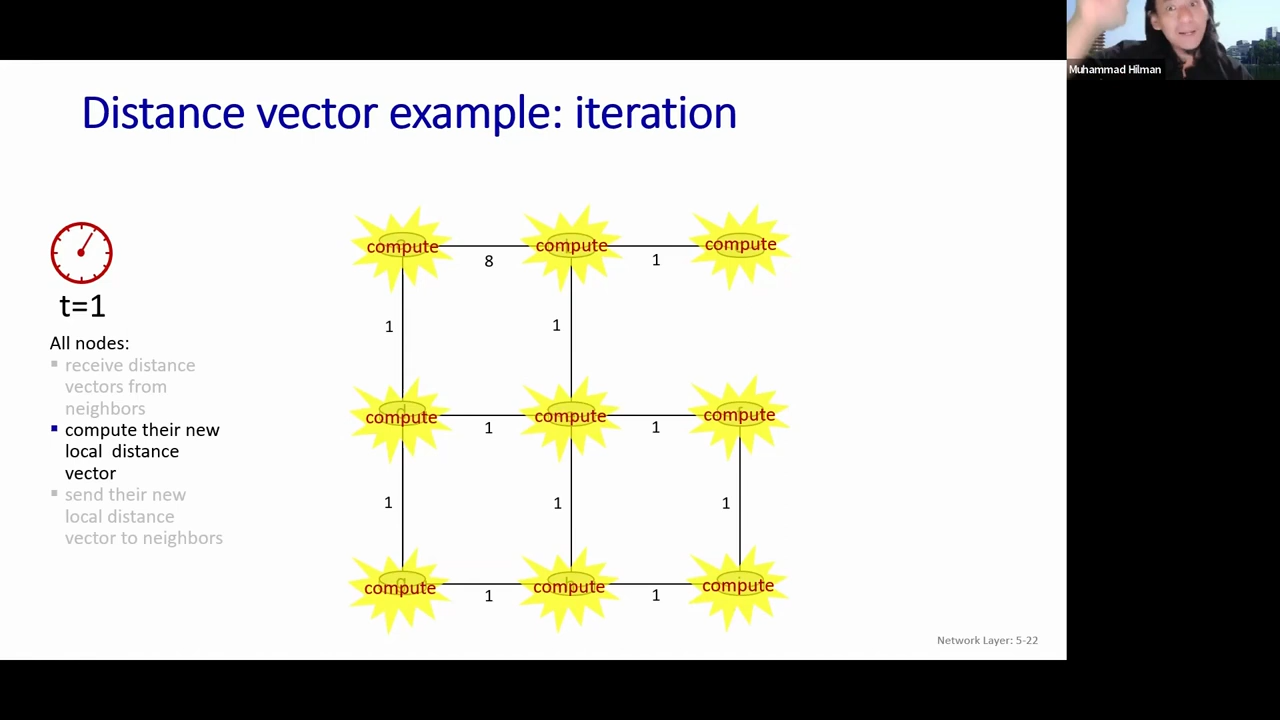 Muhammad Hilman
Distance vector example: iteration
compute
compute
compute
8
1
t=1
1
1
All nodes:
▪ receive distance
vectors from
neighbors
▪ compute their new
local distance
vector
▪ send their new
local distance
vector to neighbors
compute
compute
compute
1
1
1
1
1
compute
compute
compute
1
1
Network Layer: 5-22